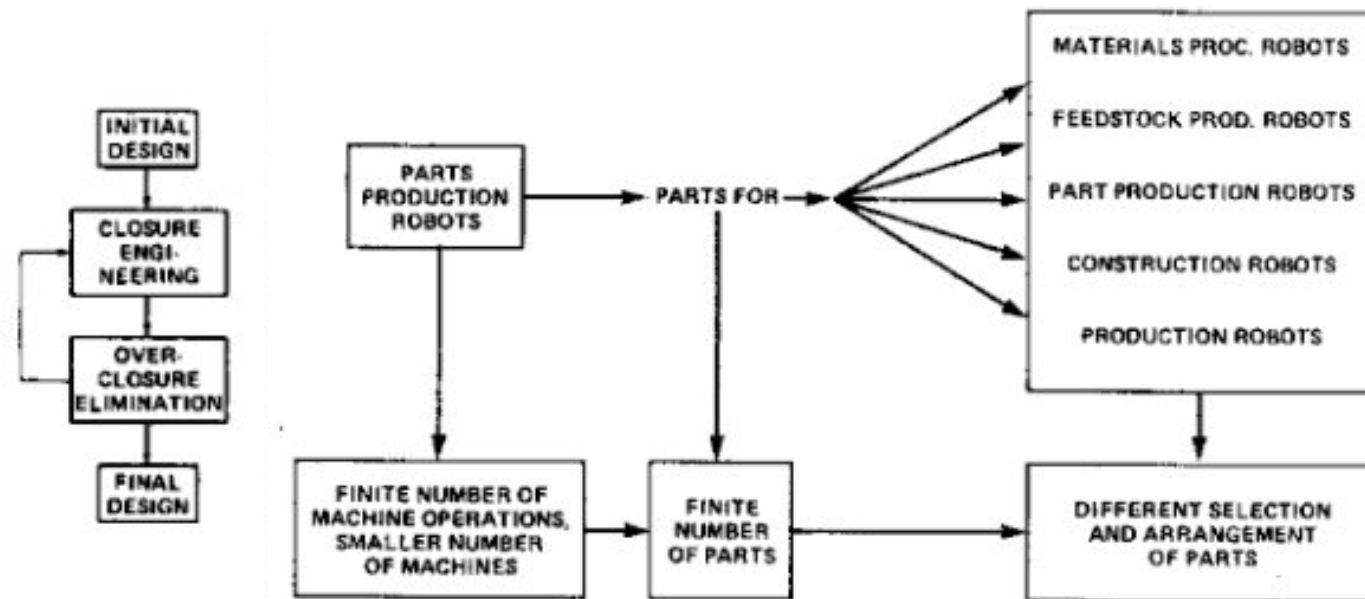 INITIAL
DESIGN
CLOSURE
ENGI-
NEERING
OVER-
CLOSURE
ELIMINATION
FINAL
DESIGN
PARTS
PRODUCTION
ROBOTS
PARTS FOR
MATERIALS PROC. ROBOTS
FEEDSTOCK PROD. ROBOTS
PART PRODUCTION ROBOTS
CONSTRUCTION ROBOTS
PRODUCTION ROBOTS
FINITE NUMBER OF
MACHINE OPERATIONS,
SMALLER NUMBER
OF MACHINES
FINITE
NUMBER
OF PARTS
DIFFERENT SELECTION
AND ARRANGEMENT
OF PARTS